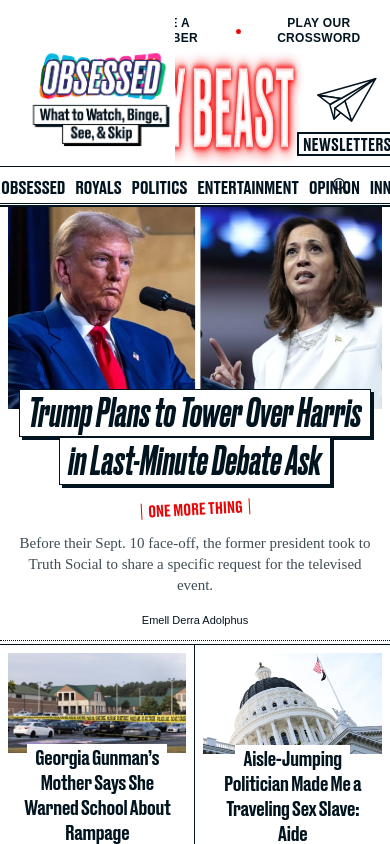 E A
BER
PLAY OUR
CROSSWORD
OBSESSED
What to Watch, Binge,
See, & Skip
Y BEAST
NEWSLETTERS
OBSESSED ROYALS POLITICS ENTERTAINMENT OPINION INN
Trump Plans to Tower Over Harris
in Last-Minute Debate Ask
ONE MORE THING
Before their Sept. 10 face-off, the former president took to
Truth Social to share a specific request for the televised
event.
Emell Derra Adolphus
Georgia Gunman’s
Mother Says She
Warned School About
Rampage
Aisle-Jumping
Politician Made Me a
Traveling Sex Slave:
Aide